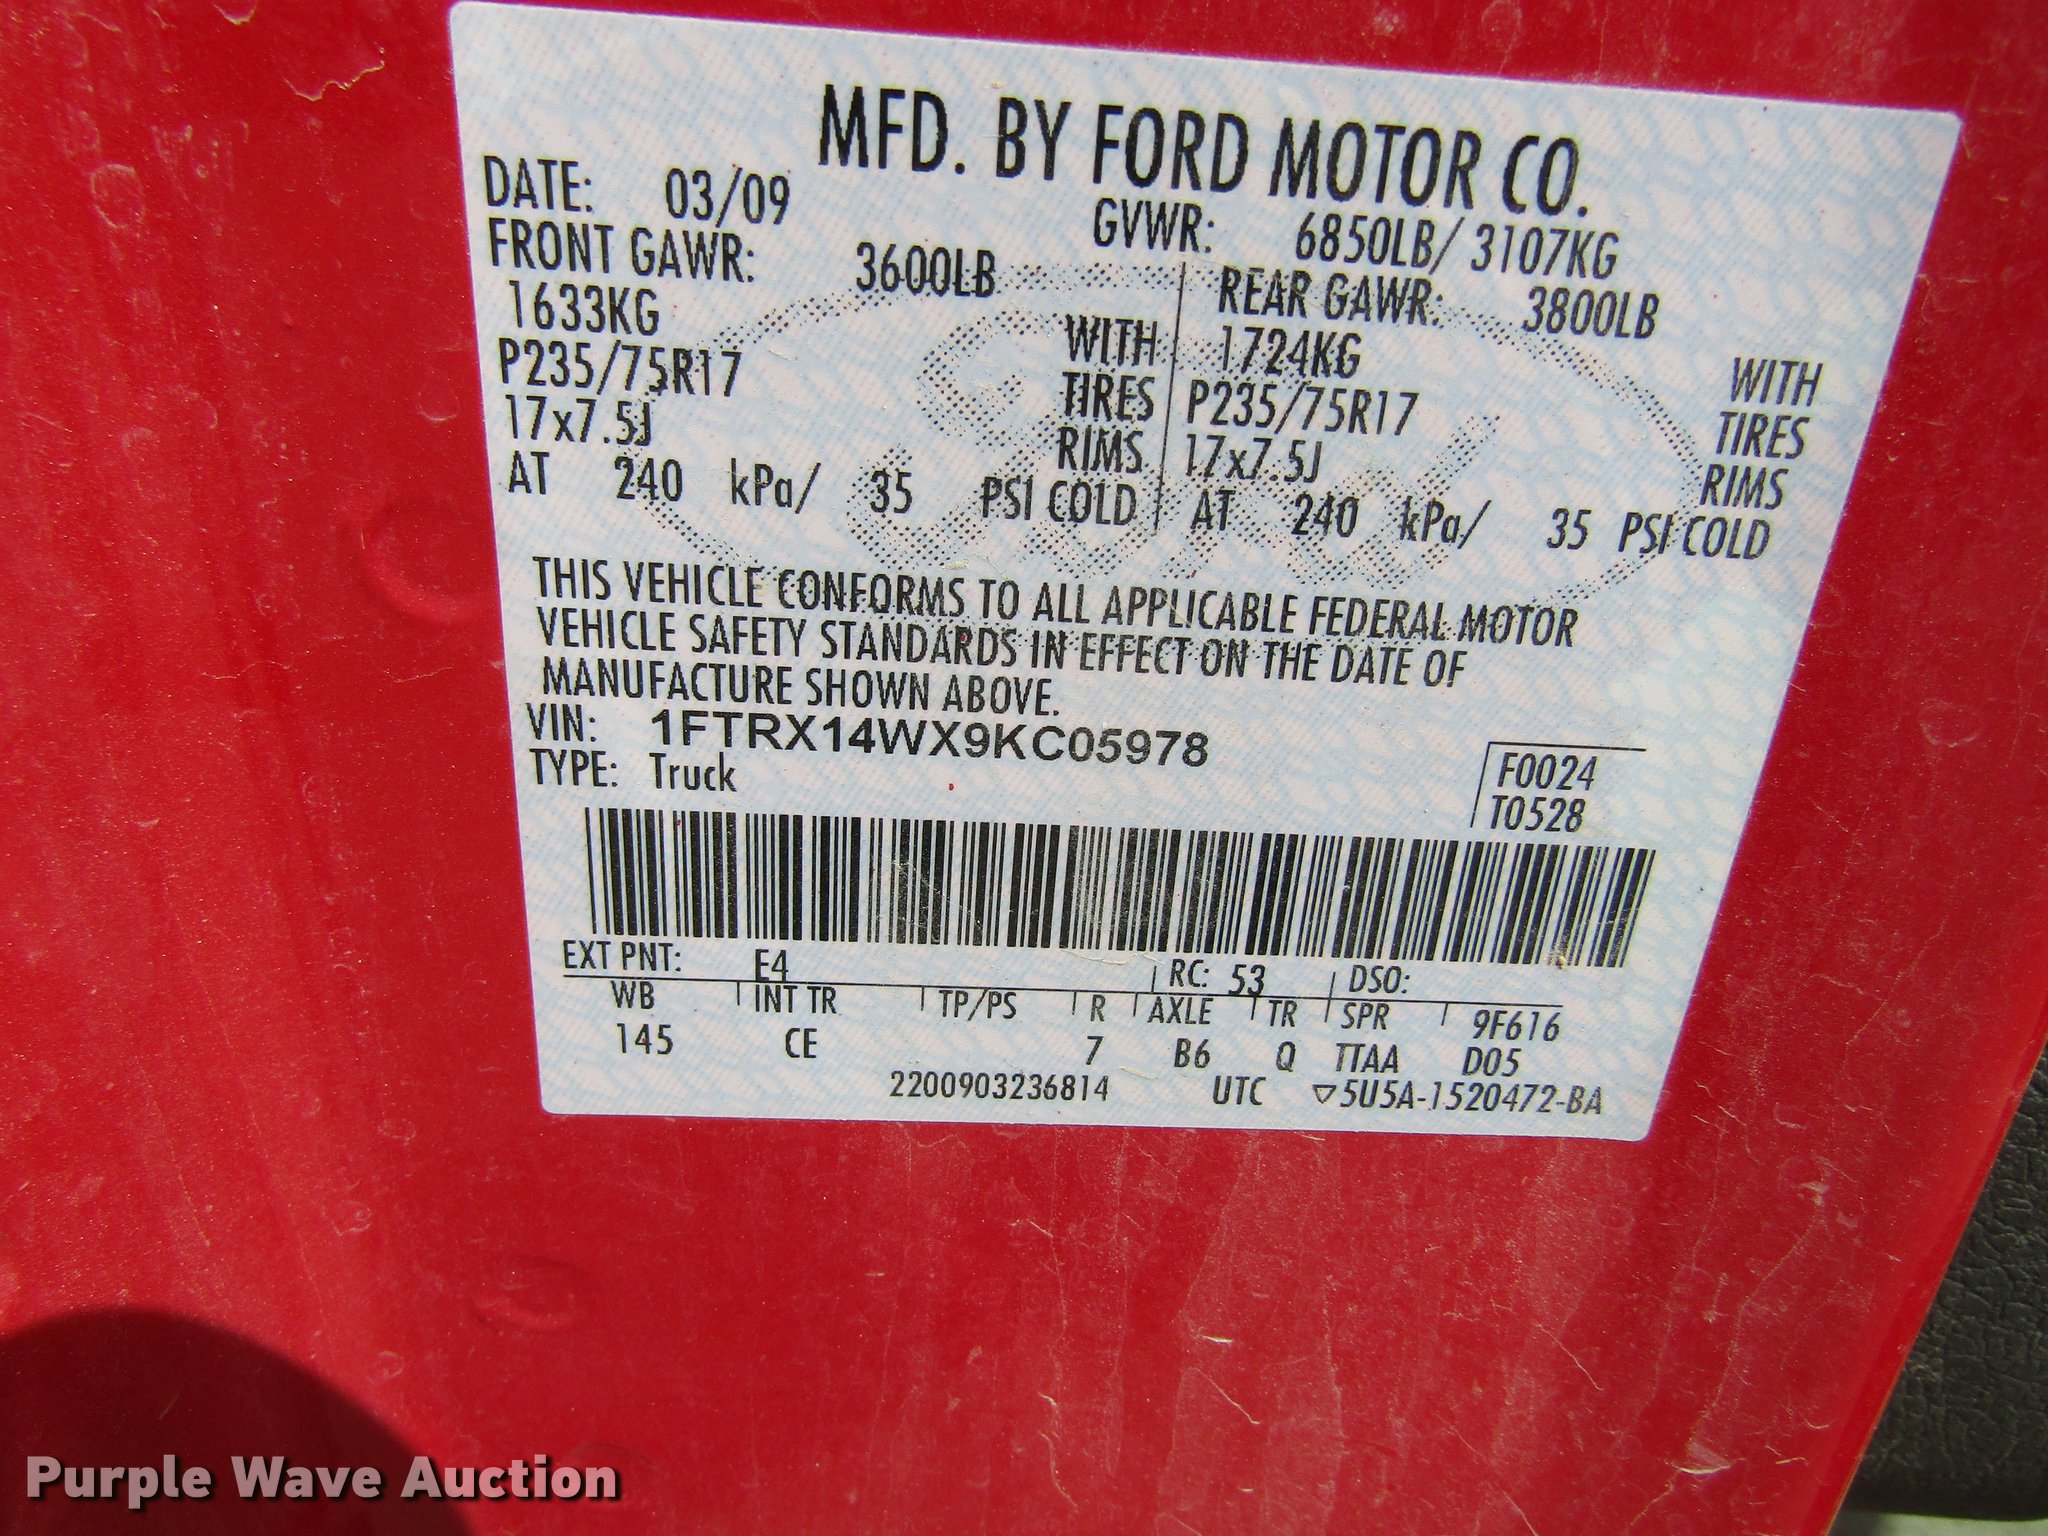 MFD. BY FORD MOTOR CO.
DATE: 03/09 GVWR: 6850LB/ 3107KG
FRONT GAWR: 3600LB REAR GAWR: 3800LB
1633KG WITH 1724KG WITH
P235/75R17 TIRES P235/75R17 TIRES
17x7.5J RIMS 17x7.5J RIMS
AT 240 kPa/ 35 PSI COLD AT 240 kPa/ 35 PSI COLD
THIS VEHICLE CONFORMS TO ALL APPLICABLE FEDERAL MOTOR
VEHICLE SAFETY STANDARDS IN EFFECT ON THE DATE OF
MANUFACTURE SHOWN ABOVE.
VIN: 1FTRX14WX9KC05978
TYPE: Truck
F0024
T0528
EXT PNT: E4 RC: 53 DSO:
WB INT TR TP/PS R AXLE TR SPR 9F616
145 CE 7 B6 Q TTAA D05
2200903236814 UTC ▽5U5A-1520472-BA
Purple Wave Auction